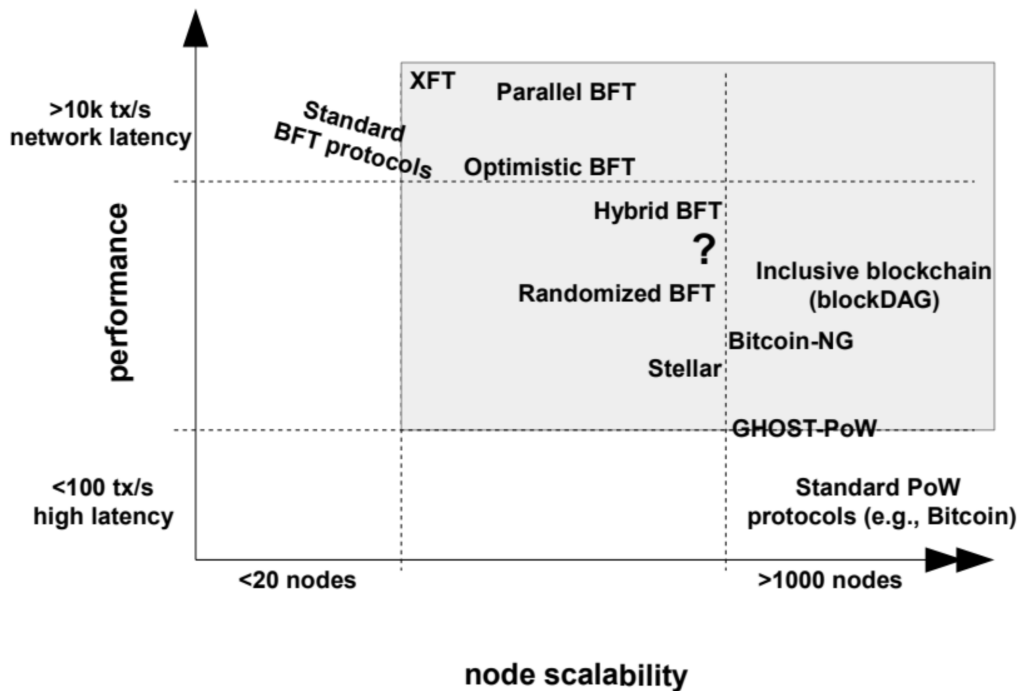 XFT
Parallel BFT
>10k tx/s
network latency
Standard
BFT protocols
Optimistic BFT
Hybrid BFT
?
performance
Inclusive blockchain
(blockDAG)
Randomized BFT
Bitcoin-NG
Stellar
GHOST-PoW
<100 tx/s
high latency
Standard PoW
protocols (e.g., Bitcoin)
<20 nodes
>1000 nodes
node scalability